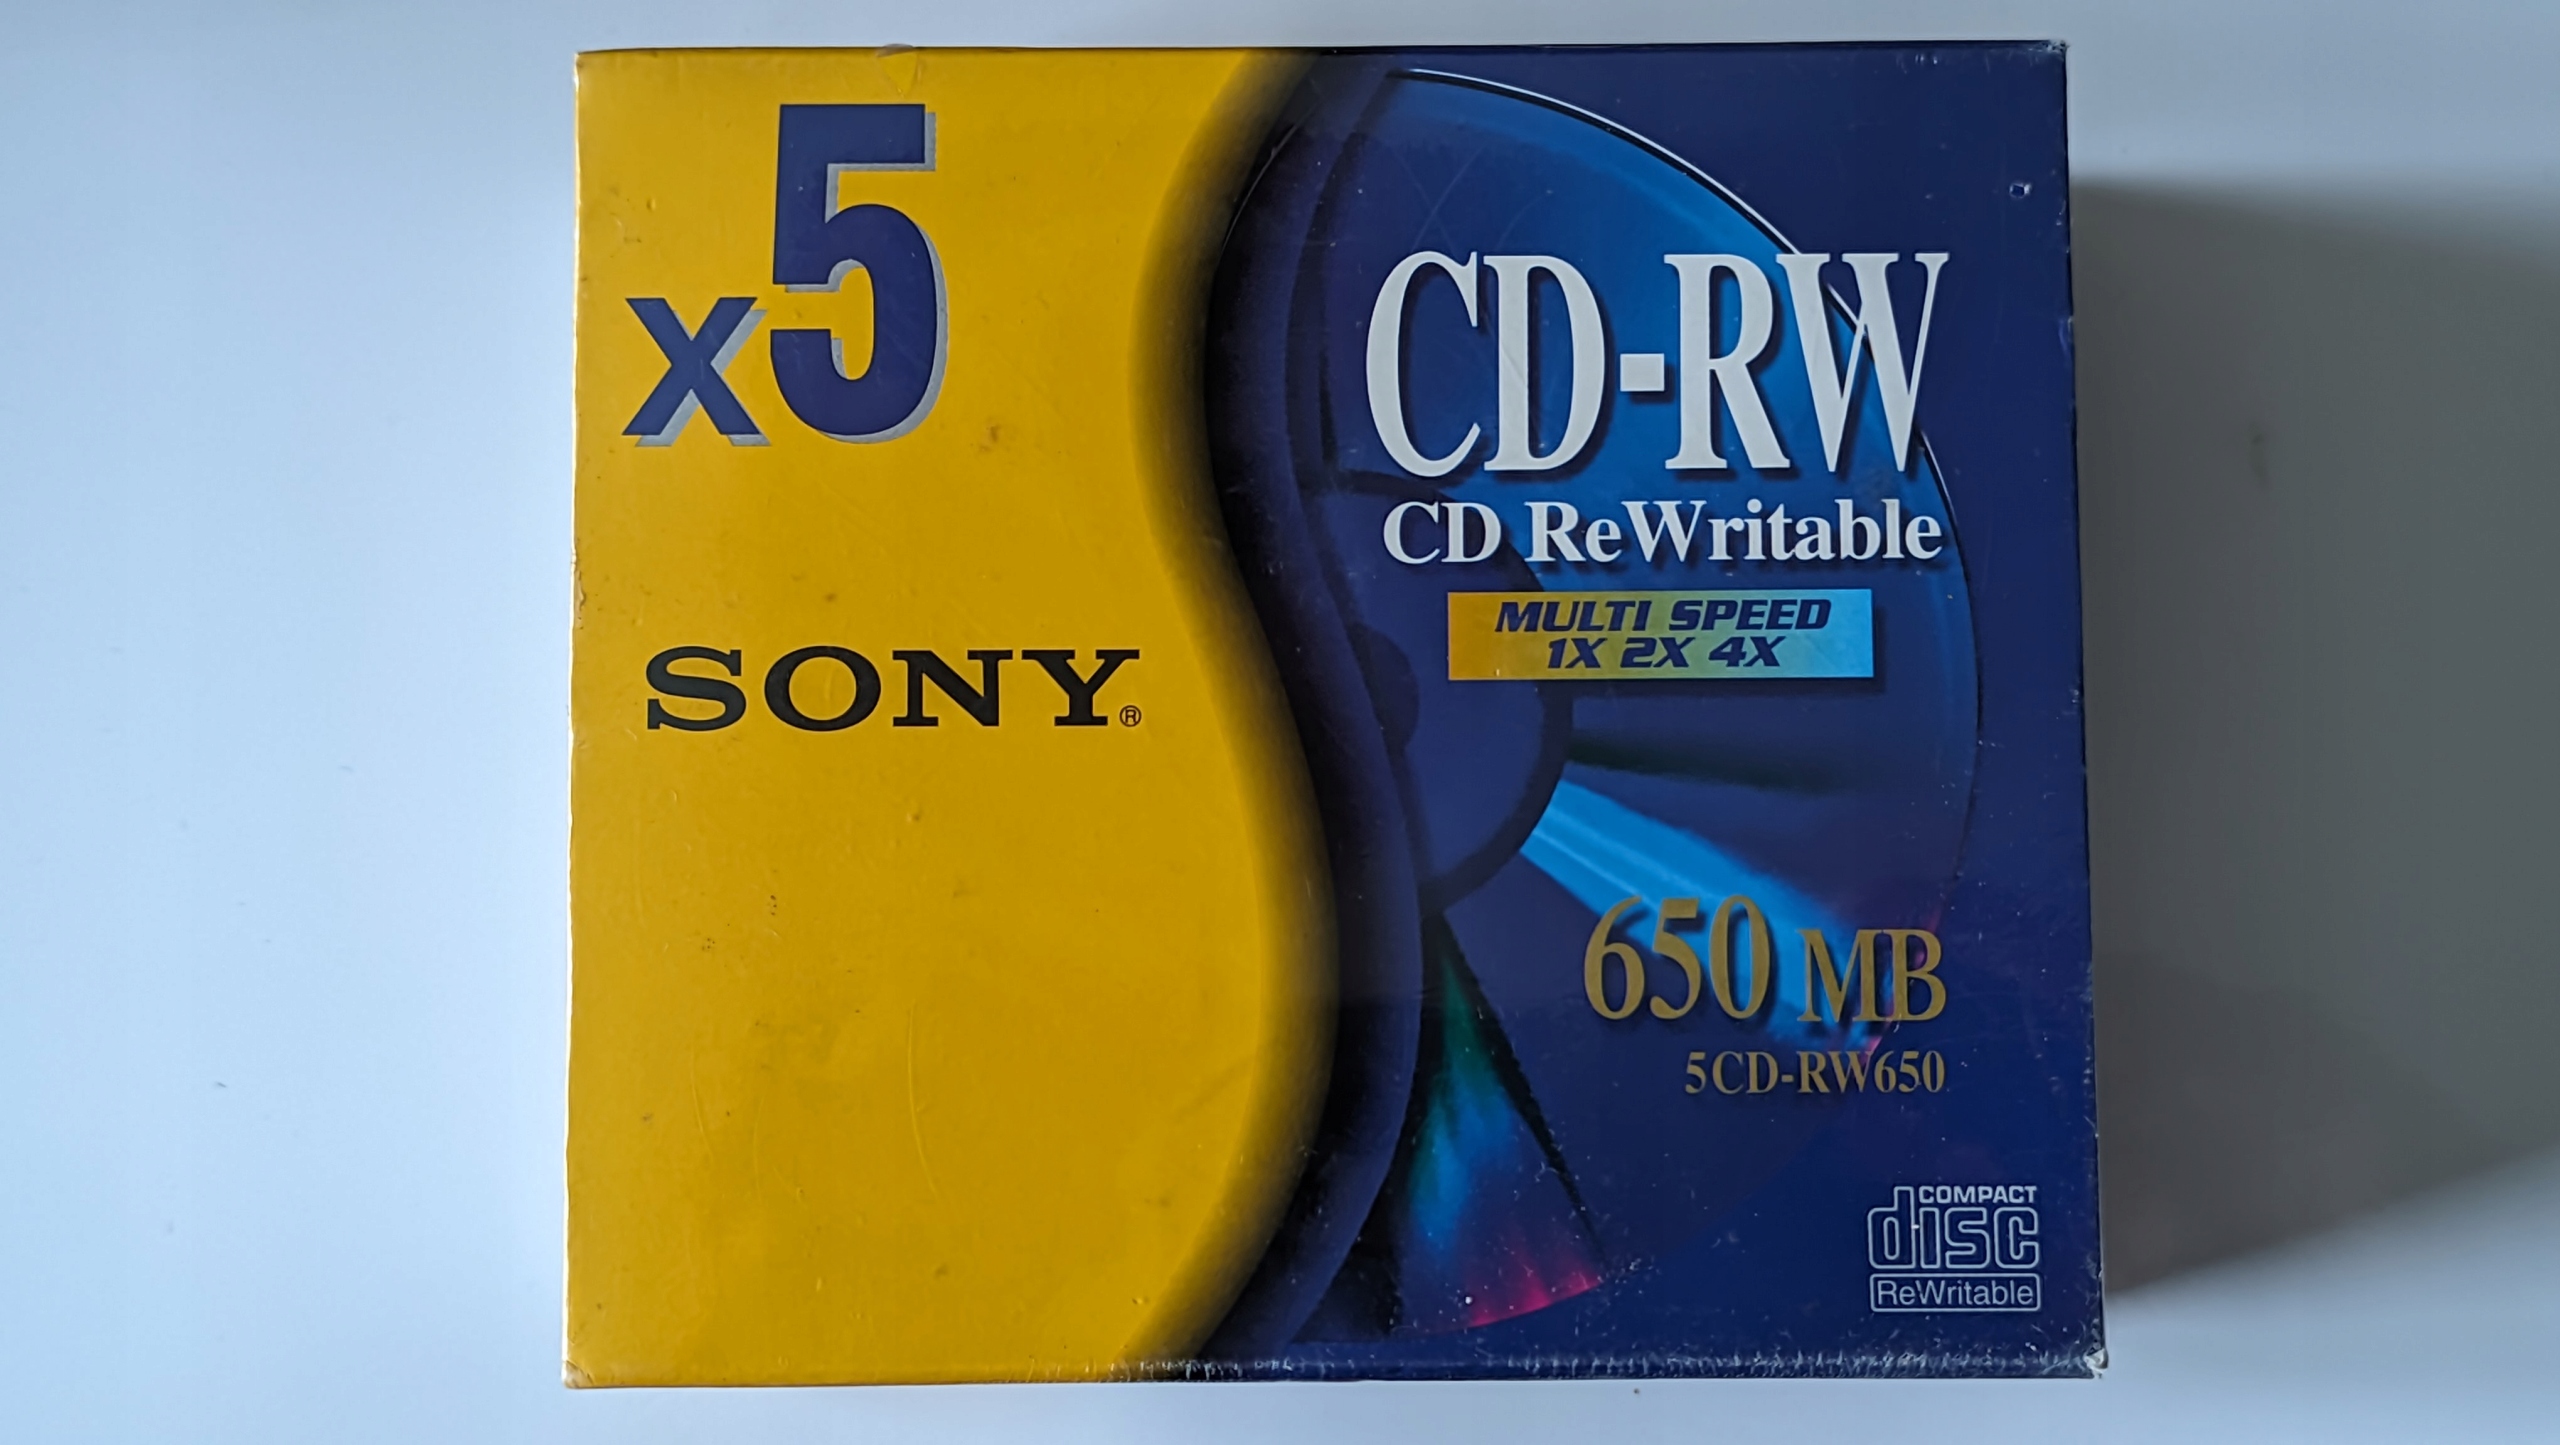 x5
SONY®
CD-RW
CD ReWritable
MULTI SPEED
1X 2X 4X
650 MB
5CD-RW650
COMPACT
disc
ReWritable